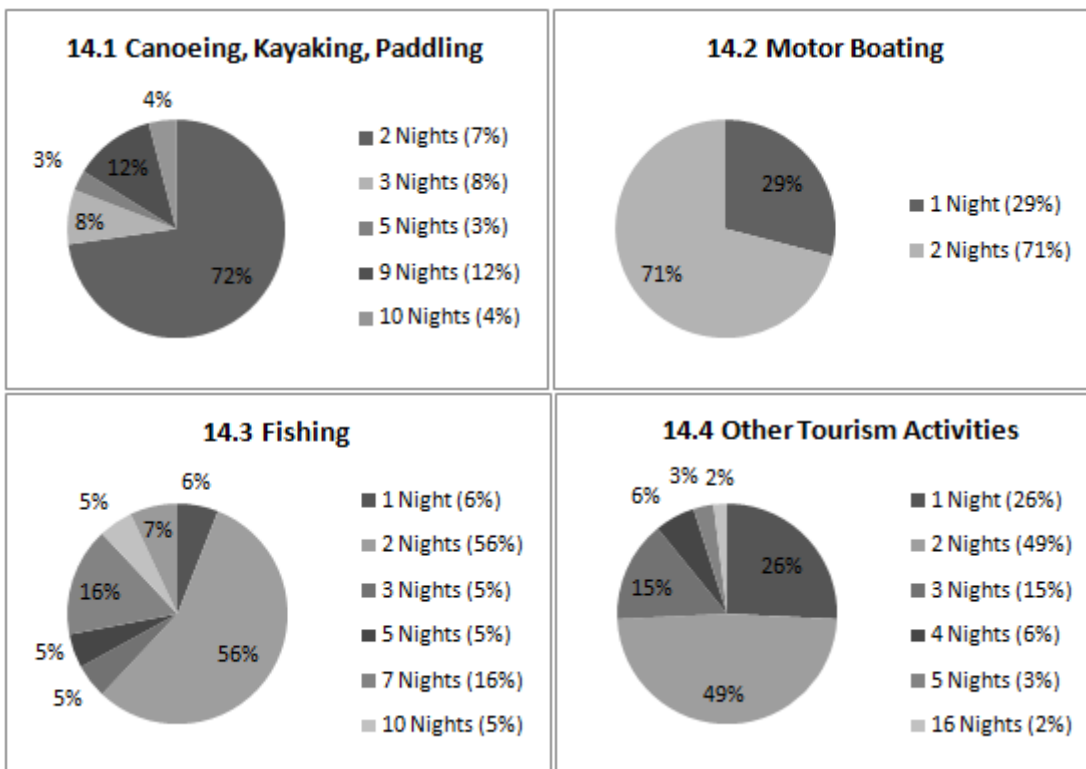 14.1 Canoeing, Kayaking, Paddling
4%
12%
3%
8%
72%
2 Nights (7%)
3 Nights (8%)
5 Nights (3%)
9 Nights (12%)
10 Nights (4%)
14.2 Motor Boating
29%
71%
1 Night (29%)
2 Nights (71%)
14.3 Fishing
6%
5%
7%
16%
56%
5%
5%
1 Night (6%)
2 Nights (56%)
3 Nights (5%)
5 Nights (5%)
7 Nights (16%)
10 Nights (5%)
14.4 Other Tourism Activities
3%
2%
6%
26%
15%
49%
1 Night (26%)
2 Nights (49%)
3 Nights (15%)
4 Nights (6%)
5 Nights (3%)
16 Nights (2%)